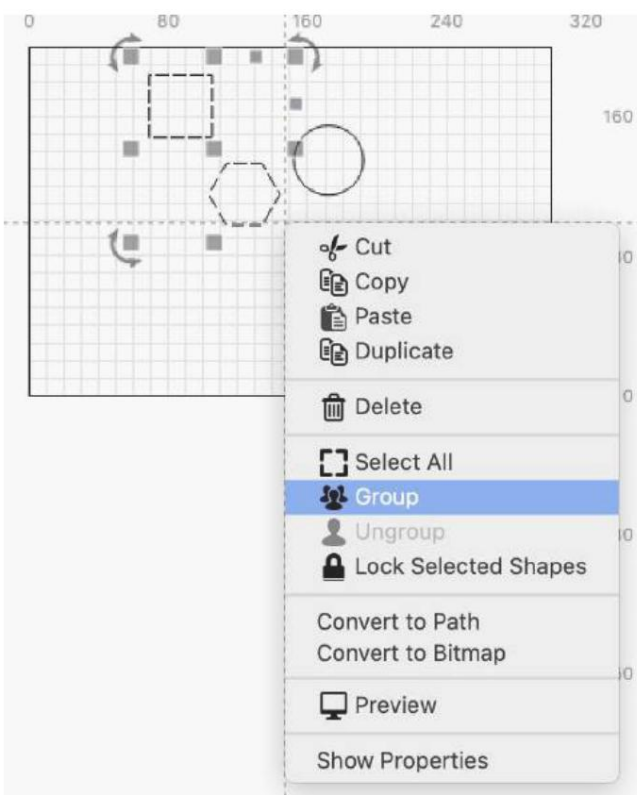 0 80 160 240 320
160
Cut
Copy
Paste
Duplicate
Delete
Select All
Group
Ungroup
Lock Selected Shapes
Convert to Path
Convert to Bitmap
Preview
Show Properties